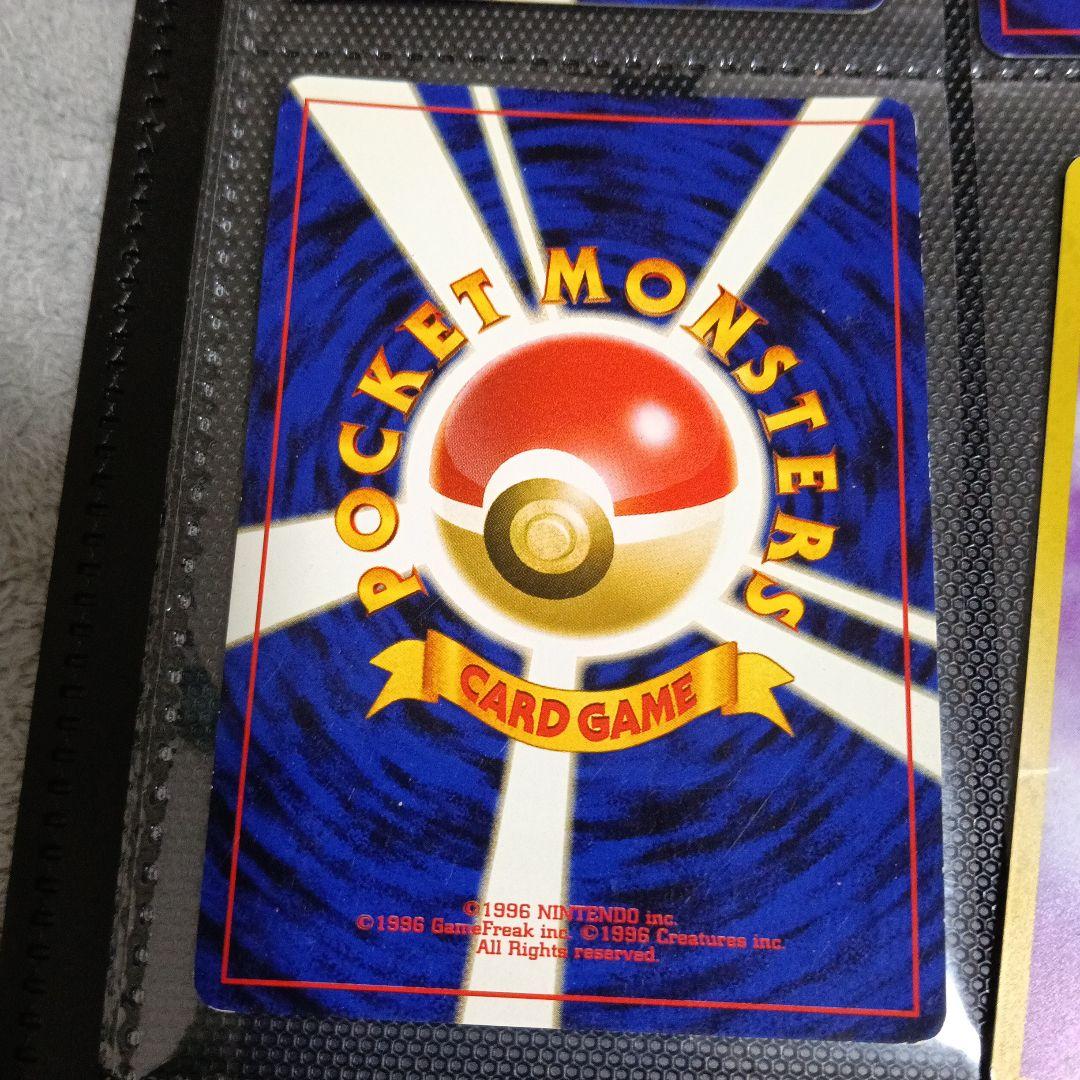 POCKET MONSTERS
CARD GAME
©1996 NINTENDO inc.
©1996 GameFreak inc. ©1996 Creatures inc.
All Rights reserved.